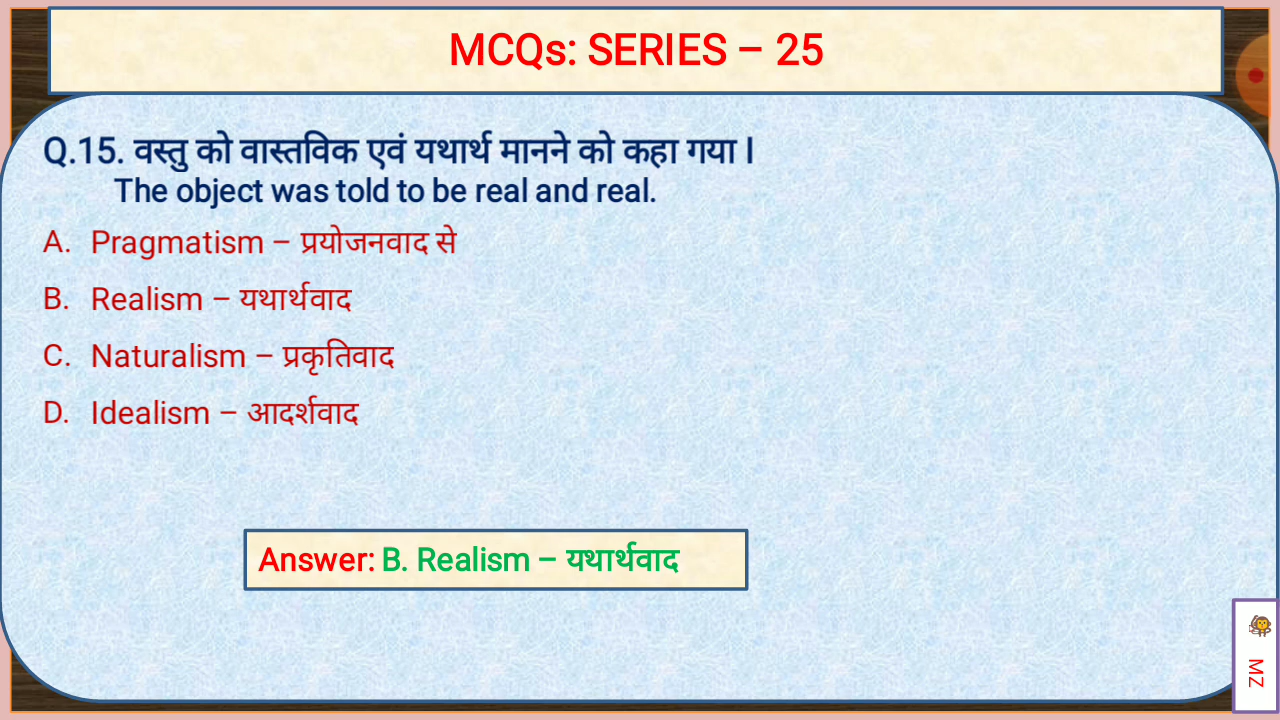 MCQs: SERIES – 25
Q.15. वस्तु को वास्तविक एवं यथार्थ मानने को कहा गया ।
The object was told to be real and real.
A. Pragmatism – प्रयोजनवाद से
B. Realism – यथार्थवाद
C. Naturalism – प्रकृतिवाद
D. Idealism – आदर्शवाद
Answer: B. Realism – यथार्थवाद
MZ